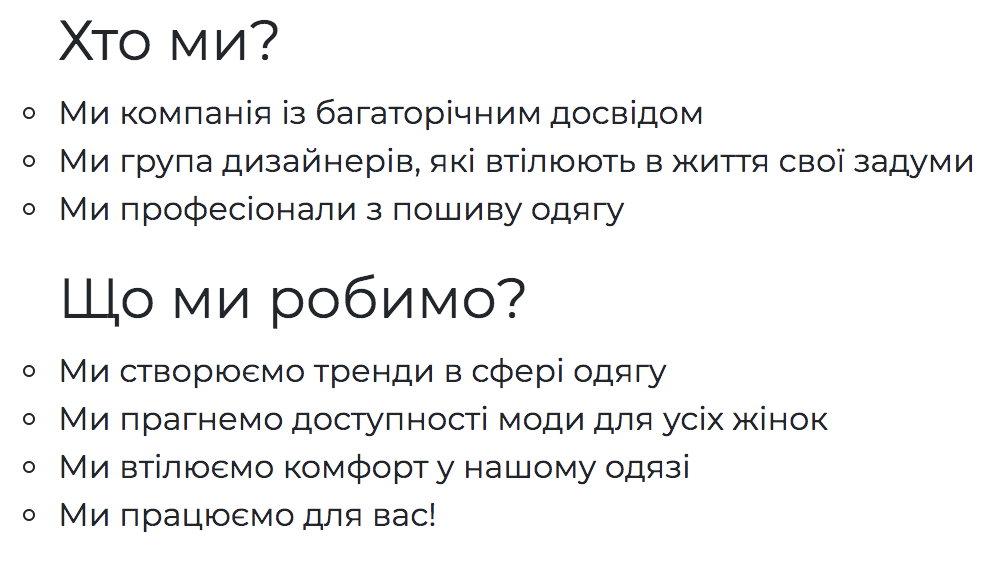 Хто ми?
Ми компанія із багаторічним досвідом
Ми група дизайнерів, які втілюють в життя свої задуми
Ми професіонали з пошиву одягу
Що ми робимо?
Ми створюємо тренди в сфері одягу
Ми прагнемо доступності моди для усіх жінок
Ми втілюємо комфорт у нашому одязі
Ми працюємо для вас!